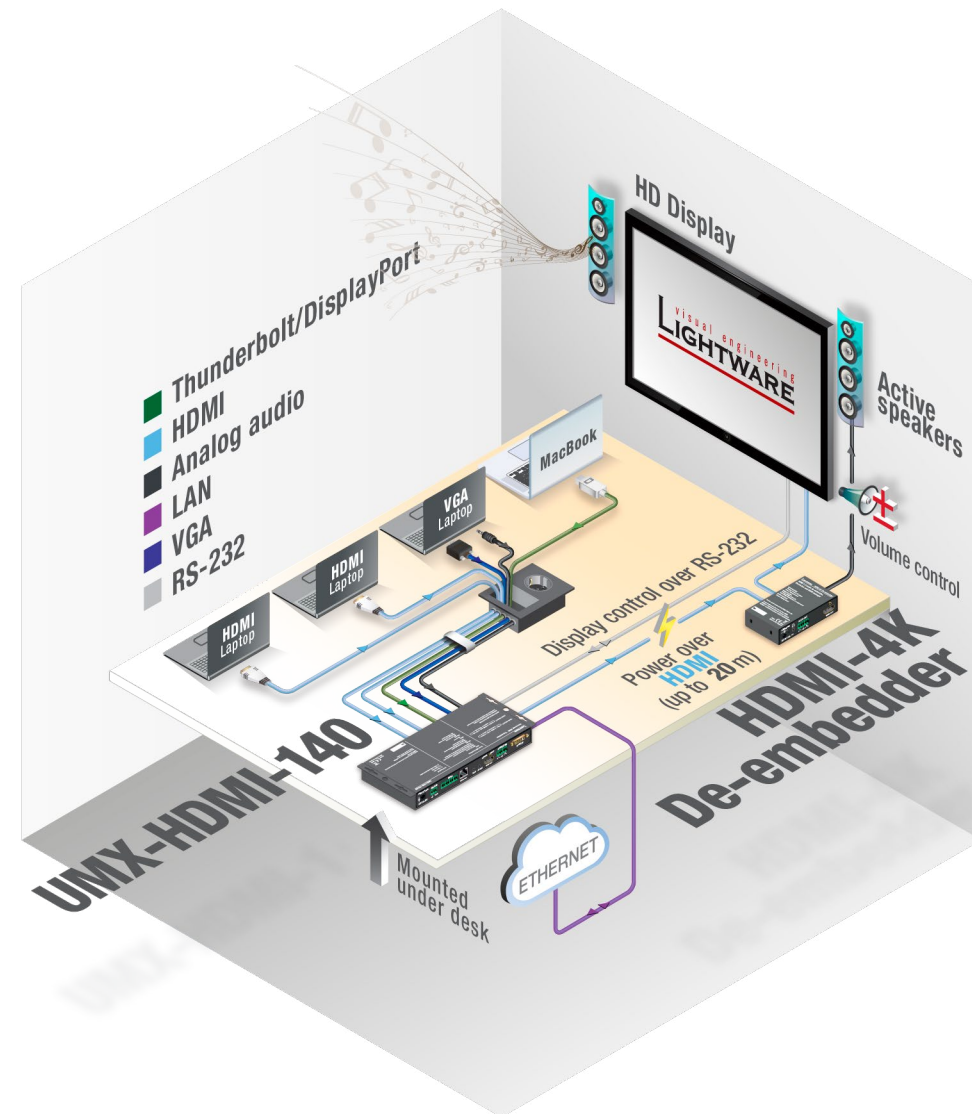 HD Display
visual engineering
LIGHTWARE
Thunderbolt/DisplayPort
HDMI
Analog audio
LAN
VGA
RS-232
Active
speakers
MacBook
VGA
Laptop
HDMI
Laptop
HDMI
Laptop
Volume control
Display control over RS-232
Power over
HDMI
(up to 20 m)
HDMI-4K
De-embedder
UMX-HDMI-140
Mounted
under desk
ETHERNET